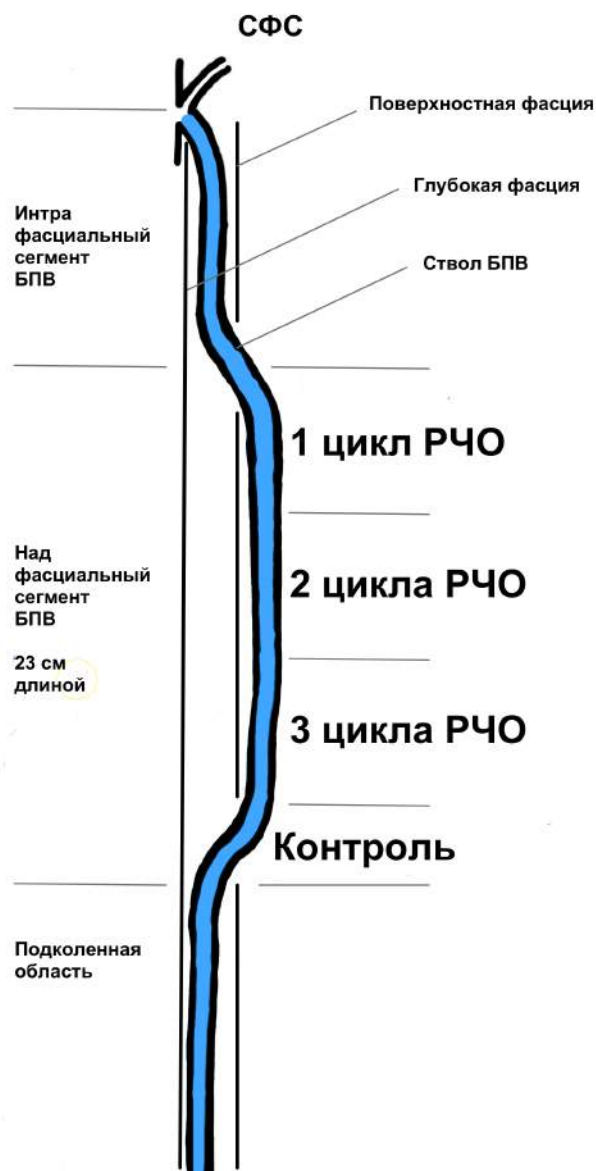 СФС
Поверхностная фасция
Глубокая фасция
Интра
фасциальный
сегмент
БПВ
Ствол БПВ
1 цикл РЧО
Над
фасциальный
сегмент
БПВ
2 цикла РЧО
23 см
длиной
3 цикла РЧО
Контроль
Подколенная
область